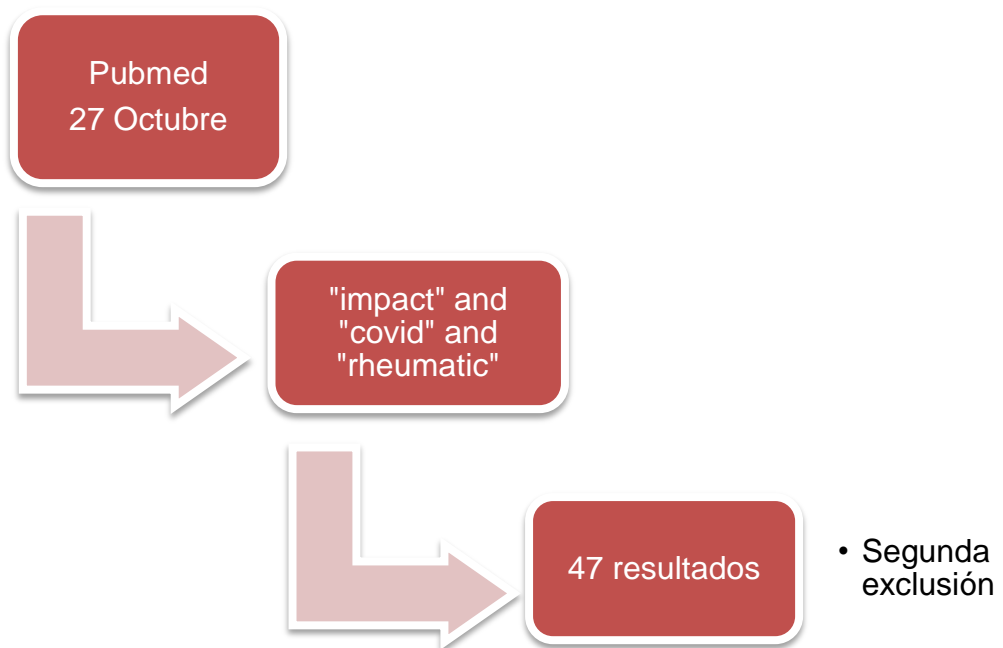 Pubmed
27 Octubre
"impact" and
"covid" and
"rheumatic"
47 resultados
• Segunda
exclusión